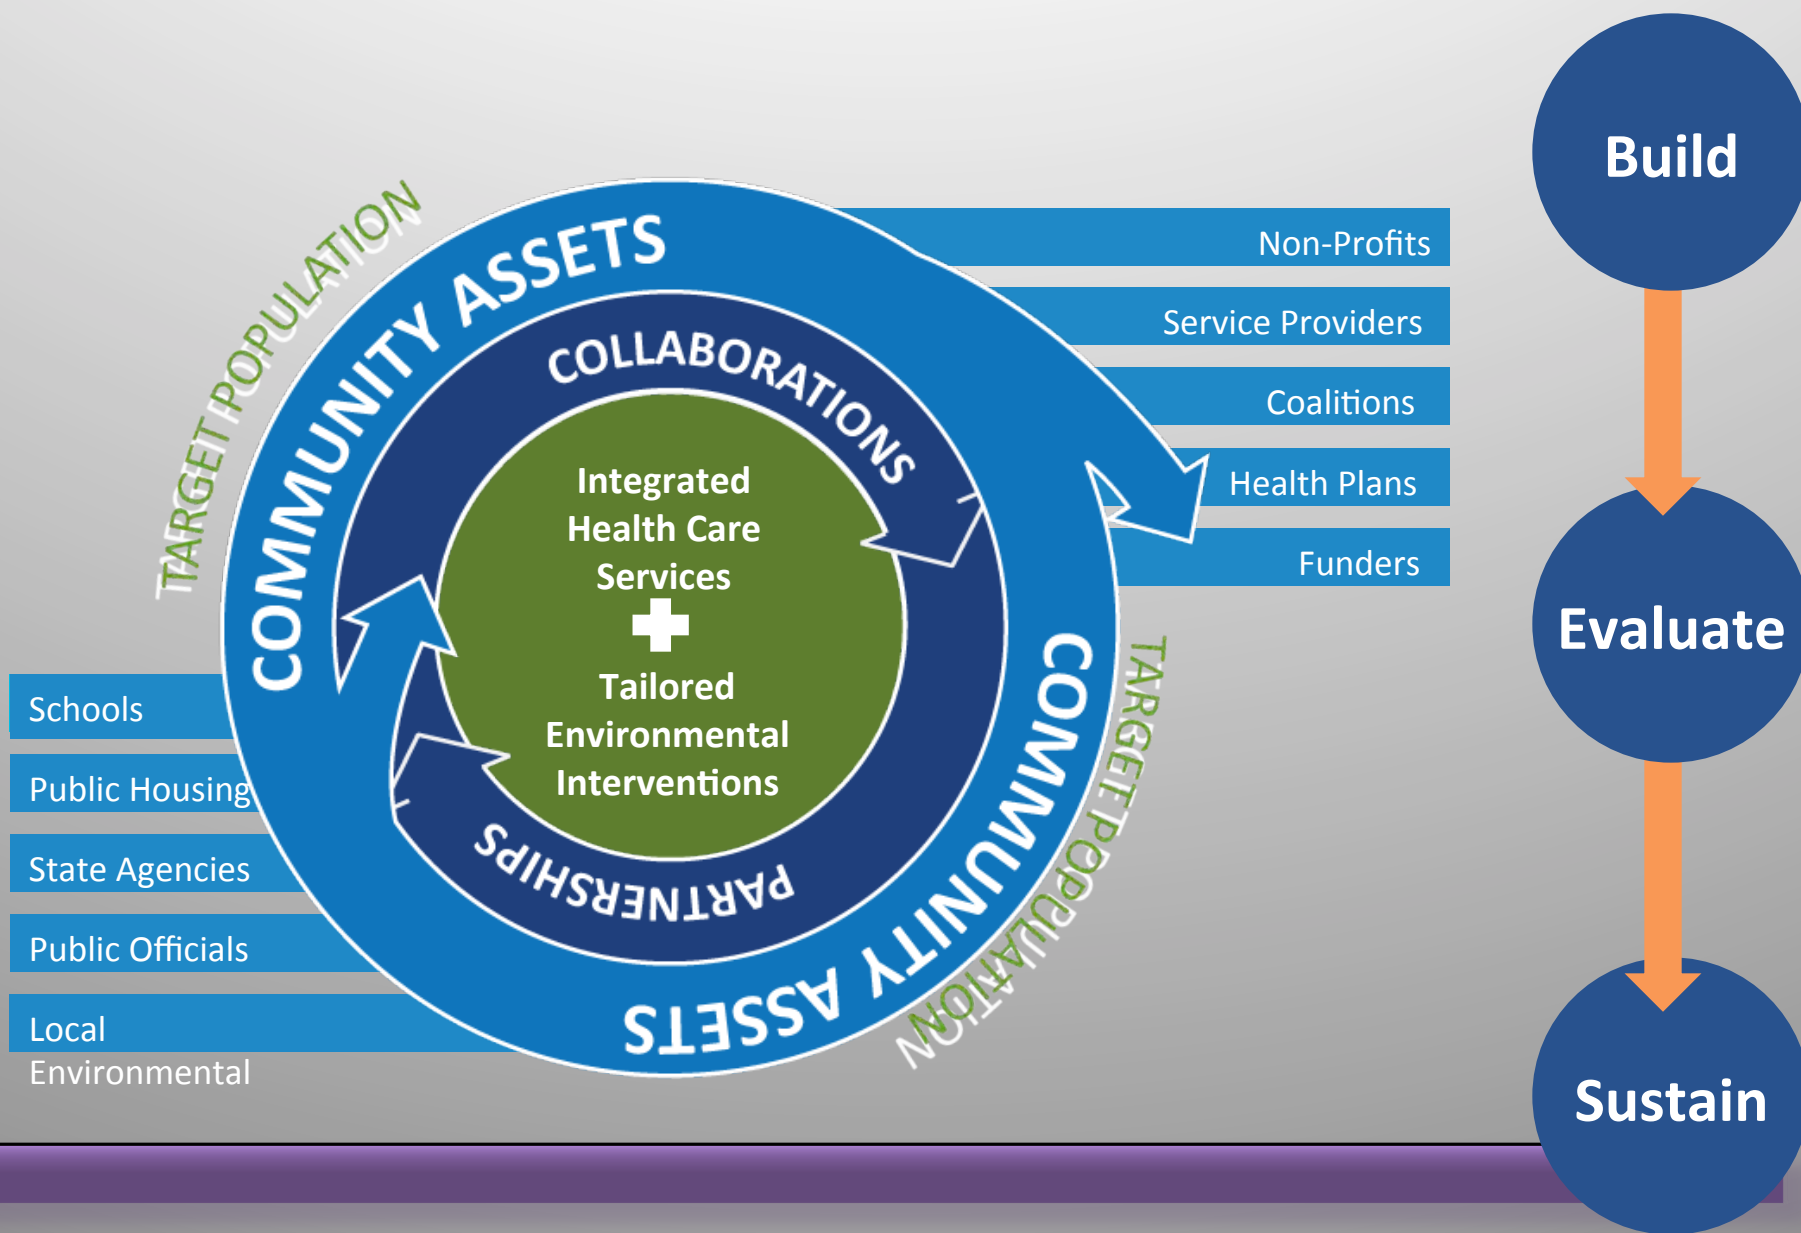 TARGET POPULATION
COMMUNITY ASSETS
COLLABORATIONS
Integrated
Health Care
Services
Tailored
Environmental
Interventions
PARTNERSHIPS
COMMUNITY ASSETS
TARGET POPULATION
Non-Profits
Service Providers
Coalitions
Health Plans
Funders
Schools
Public Housing
State Agencies
Public Officials
Local
Environmental
Build
Evaluate
Sustain